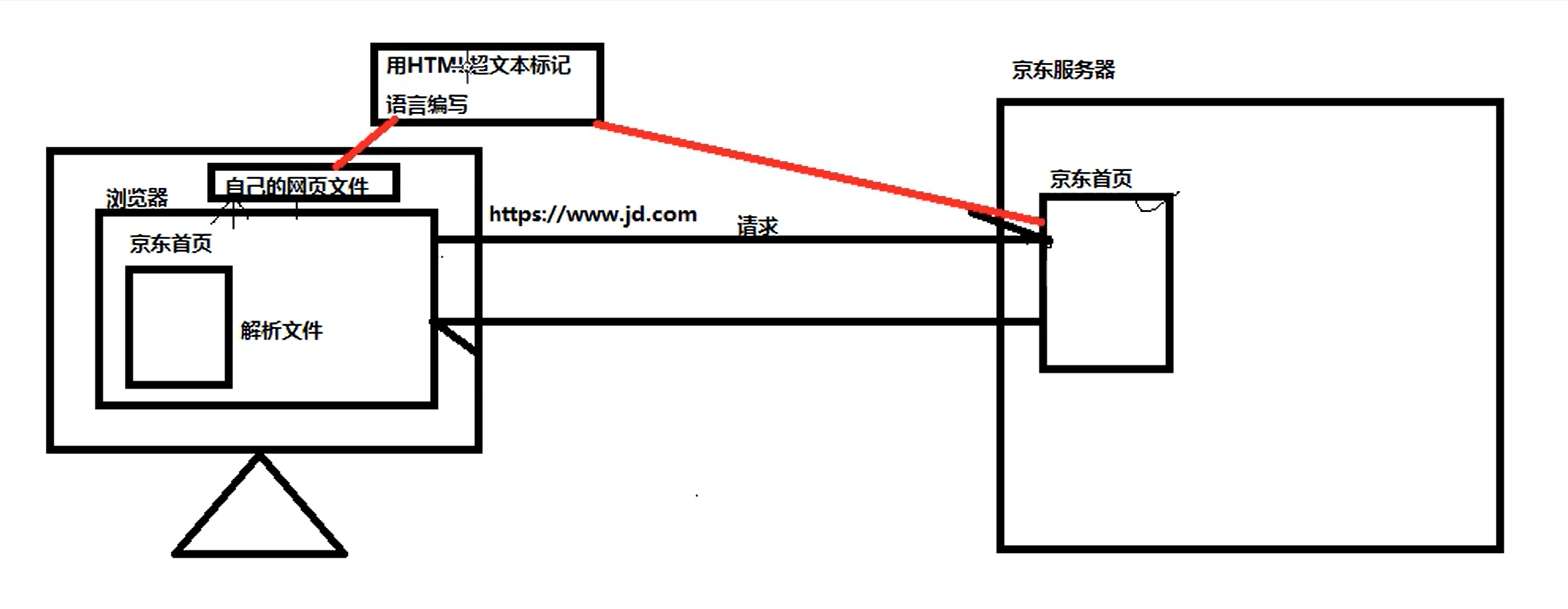 用HTML超文本标记
语言编写
京东服务器
自己的网页文件
浏览器
京东首页
https://www.jd.com
请求
京东首页
解析文件